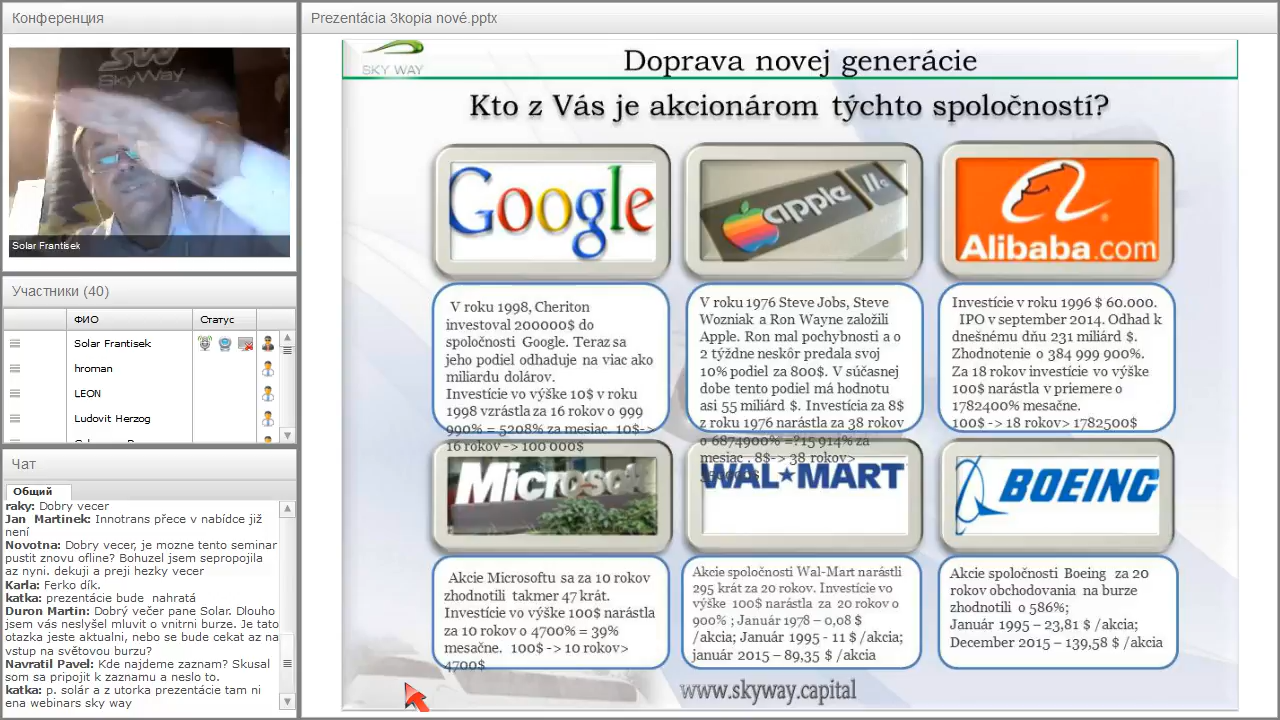 Конференция
Solar Frantisek
Участники (40)
ФИО
Статус
Solar Frantisek
hroman
LEON
Ludovit Herzog
Чат
Общий
raky: Dobry vecer
Jan Martinek: Innotrans přece v nabídce již
není
Novotna: Dobry vecer, je mozne tento seminar
pustit znovu ofline? Bohuzel jsem sepropojila
az nyni. dekuji a preji hezky vecer
Karla: Ferko dík.
katka: prezentácia bude nahratá
Duron Martin: Dobrý večer pane Solar. Dlouho
jsem vás neslyšel mluvit o vnitrni burze. Je tato
otazka jeste aktualni, nebo se bude cekat az na
vstup na světovou burzu?
Navratil Pavel: Kde najdeme zaznam? Skusal
som sa pripojit k zaznamu a neslo to.
katka: p. solár a z utorka prezentácie tam ni
ena webinars sky way
Prezentácia 3kopia nové.pptx
SKY WAY
Doprava novej generácie
Kto z Vás je akcionárom týchto spoločností?
Google
apple
Alibaba.com
V roku 1998, Cheriton
investoval 200000$ do
spoločnosti Google. Teraz sa
jeho podiel odhaduje na viac ako
miliardu dolárov.
Investície vo výške 10$ v roku
1998 vzrástla za 16 rokov o 999
990% = 5208% za mesiac. 10$->
16 rokov -> 100 000$
V roku 1976 Steve Jobs, Steve
Wozniak a Ron Wayne založili
Apple. Ron mal pochybnosti a o
2 týždne neskôr predala svoj
10% podiel za 800$. V súčasnej
dobe tento podiel má hodnotu
asi 55 miliárd $. Investícia za 8$
z roku 1976 narástla za 38 rokov
o 6874900% =?15 914% za
mesiac , 8$-> 38 rokov>
Investície v roku 1996 $ 60.000.
IPO v september 2014. Odhad k
dnešnému dňu 231 miliárd $.
Zhodnotenie o 384 999 900%.
Za 18 rokov investície vo výške
100$ narástla v priemere o
1782400% mesačne.
100$ -> 18 rokov> 1782500$
Microsoft
WAL★MART
BOEING
Akcie Microsoftu sa za 10 rokov
zhodnotili takmer 47 krát.
Investície vo výške 100$ narástla
za 10 rokov o 4700% = 39%
mesačne. 100$ -> 10 rokov>
4700$
Akcie spoločnosti Wal-Mart narástli
295 krát za 20 rokov. Investície vo
výške 100$ narástla za 20 rokov o
900% ; Január 1978 – 0,08 $
/akcia; Január 1995 - 11 $ /akcia;
január 2015 – 89,35 $ /akcia
Akcie spoločnosti Boeing za 20
rokov obchodovania na burze
zhodnotili o 586%;
Január 1995 – 23,81 $ /akcia;
December 2015 – 139,58 $ /akcia
www.skyway.capital